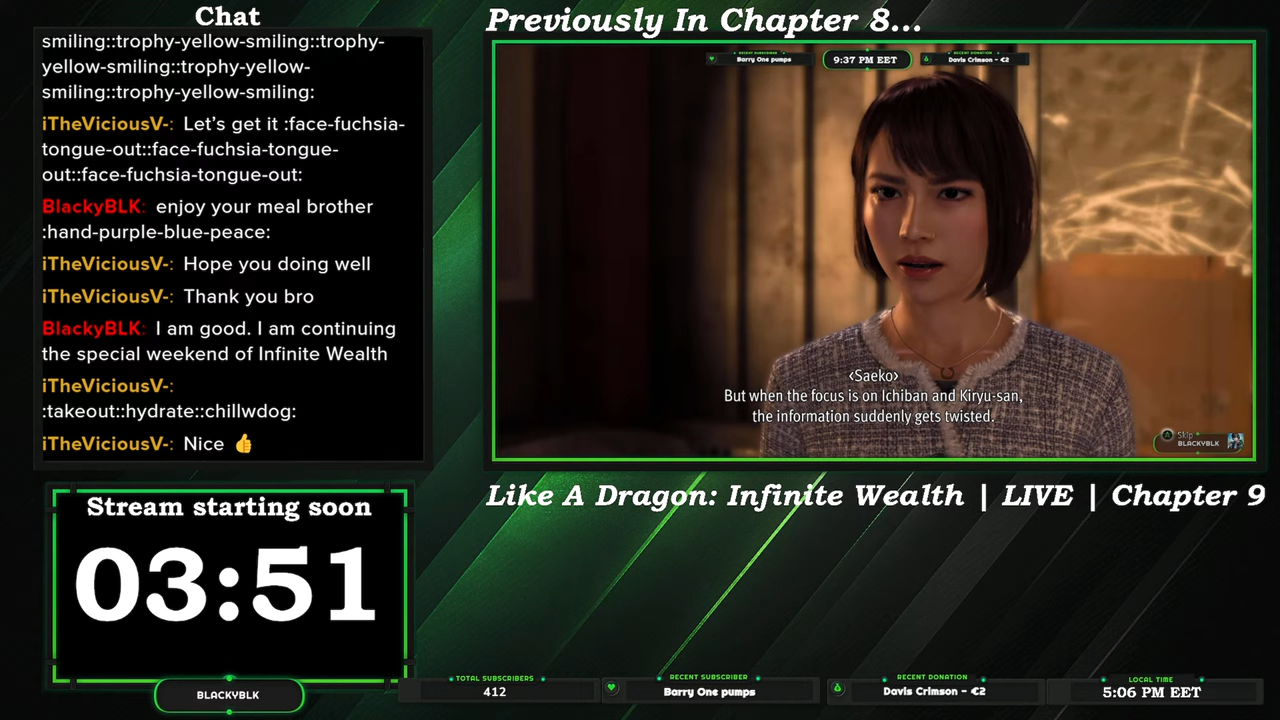 Chat
smiling::trophy-yellow-smiling::trophy-
yellow-smiling::trophy-yellow-
smiling::trophy-yellow-smiling:
iTheViciousV-: Let’s get it :face-fuchsia-
tongue-out::face-fuchsia-tongue-
out::face-fuchsia-tongue-out:
BlackyBLK: enjoy your meal brother
:hand-purple-blue-peace:
iTheViciousV-: Hope you doing well
iTheViciousV-: Thank you bro
BlackyBLK: I am good. I am continuing
the special weekend of Infinite Wealth
iTheViciousV-:
:takeout::hydrate::chillwdog:
iTheViciousV-: Nice 👍
Previously In Chapter 8...
RECENT SUBSCRIBER
Barry One pumps
9:37 PM EET
RECENT DONATION
Davis Crimson - €2
<Saeko>
But when the focus is on Ichiban and Kiryu-san,
the information suddenly gets twisted.
Skip
BLACKYBLK
Stream starting soon
03:51
BLACKYBLK
Like A Dragon: Infinite Wealth | LIVE | Chapter 9
TOTAL SUBSCRIBERS
412
RECENT SUBSCRIBER
Barry One pumps
RECENT DONATION
Davis Crimson - €2
LOCAL TIME
5:06 PM EET